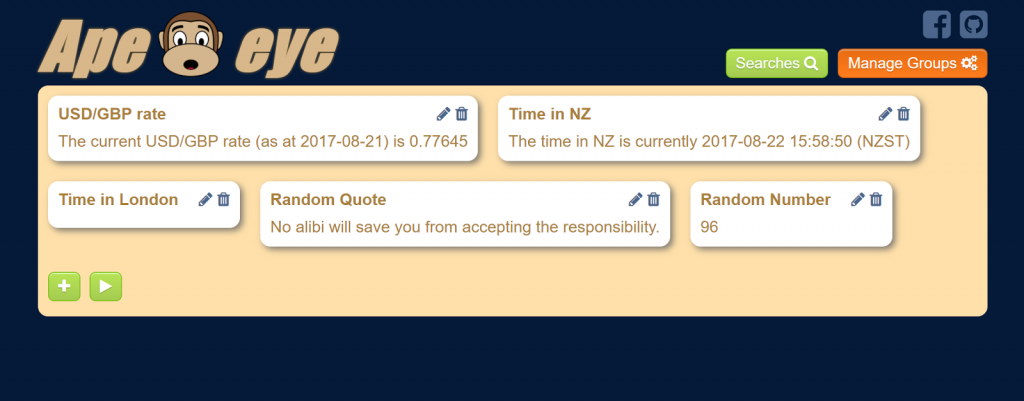 Ape eye
Searches
Manage Groups
USD/GBP rate
The current USD/GBP rate (as at 2017-08-21) is 0.77645
Time in NZ
The time in NZ is currently 2017-08-22 15:58:50 (NZST)
Time in London
Random Quote
No alibi will save you from accepting the responsibility.
Random Number
96